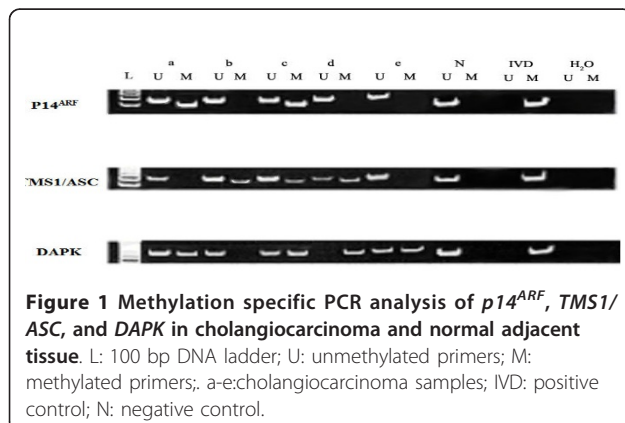 a b c d e N IVD H₂O
L U M U M U M U M U M U M U M U M
P14ᴬᴿᶠ
TMS1/ASC
DAPK
Figure 1 Methylation specific PCR analysis of p14ᴬᴿᶠ, TMS1/
ASC, and DAPK in cholangiocarcinoma and normal adjacent
tissue. L: 100 bp DNA ladder; U: unmethylated primers; M:
methylated primers;. a-e:cholangiocarcinoma samples; IVD: positive
control; N: negative control.